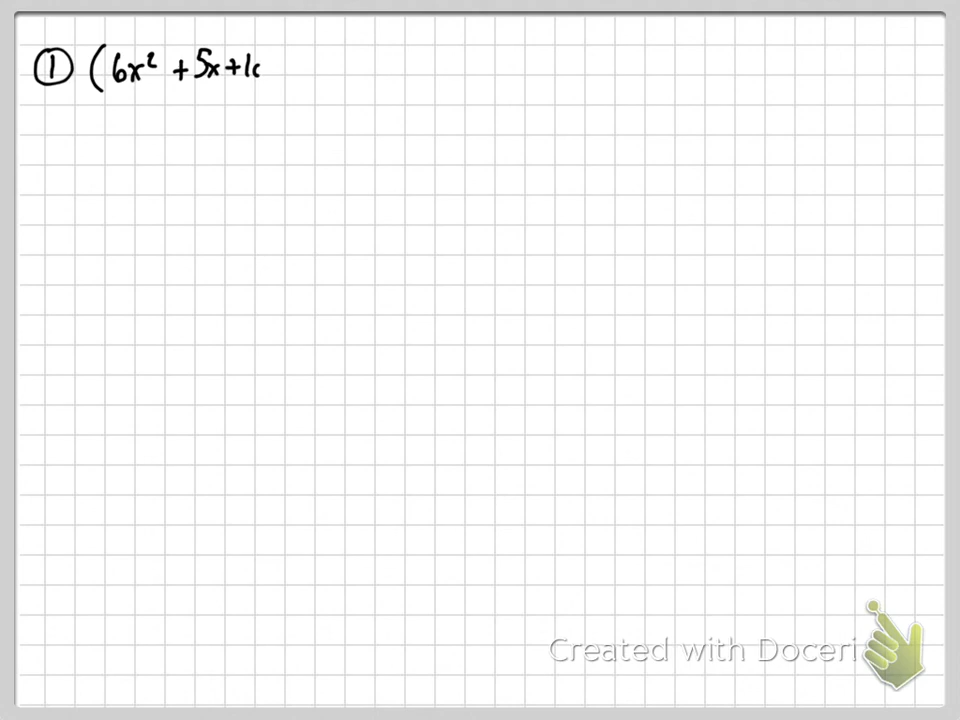 ① (6x² + 5x + 1
Created with Doceri